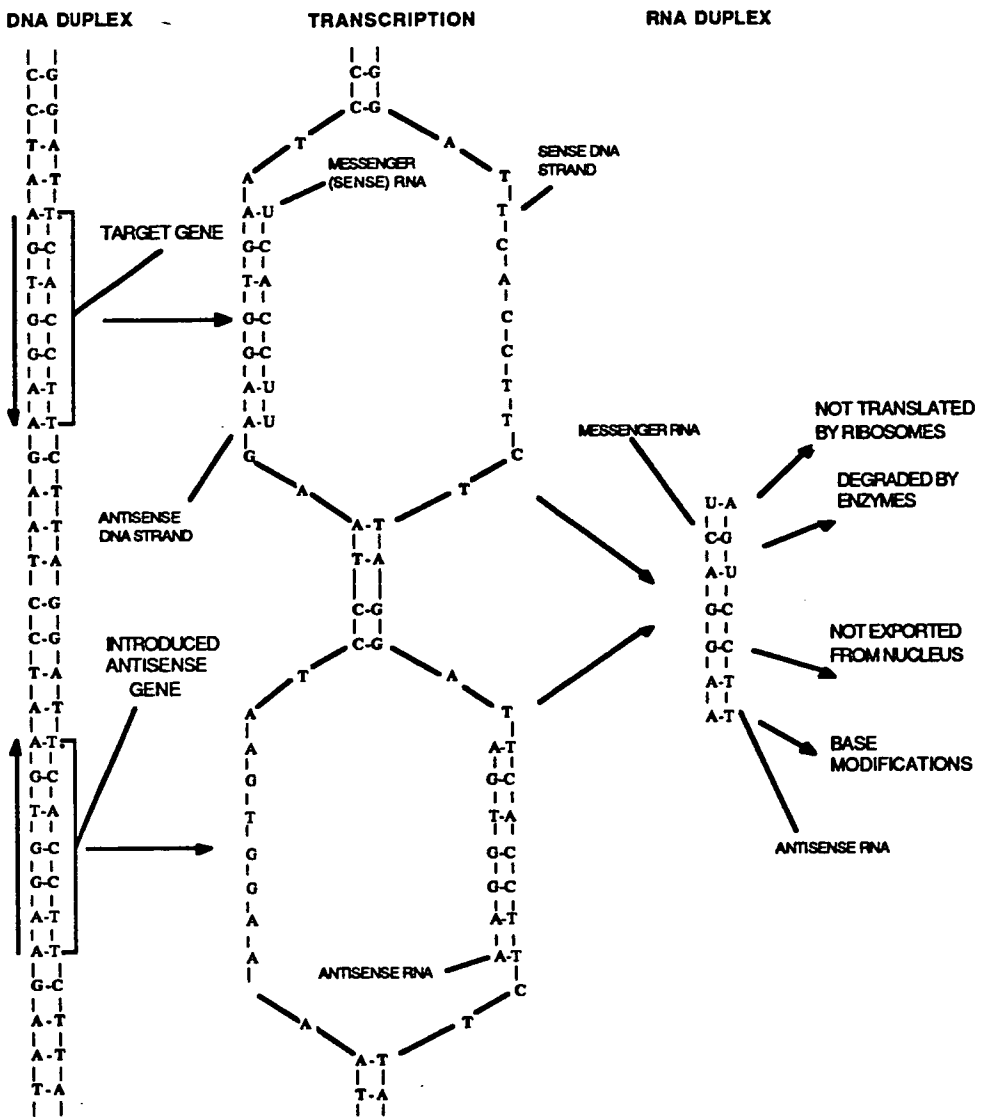 DNA DUPLEX
TRANSCRIPTION
RNA DUPLEX
C-G
C-G
T-A
A-T
A-T
G-C
T-A
G-C
G-C
A-T
A-T
G-C
A-T
A-T
T-A
C-G
C-G
T-A
A-T
A-T
G-C
T-A
G-C
G-C
A-T
A-T
G-C
A-T
A-T
T-A
TARGET GENE
INTRODUCED
ANTISENSE
GENE
C-G
CG
T A
A T
MESSENGER
(SENSE) RNA
SENSE DNA
STRAND
A-U T
G-C C
T-A A
G-C C
G-C C
A-U T
A-U T
G C
A T
ANTISENSE
DNA STRAND
A-T
T-A
C-G
C-G
T A
A T
A A-T
G G-C
T T-A
G G-C
G G-C
A A-T
A A-T
ANTISENSE RNA
C
A T
A-T
T-A
MESSENGER RNA
U-A
C-G
A-U
G-C
G-C
A-T
A-T
NOT TRANSLATED
BY RIBOSOMES
DEGRADED BY
ENZYMES
NOT EXPORTED
FROM NUCLEUS
BASE
MODIFICATIONS
ANTISENSE RNA